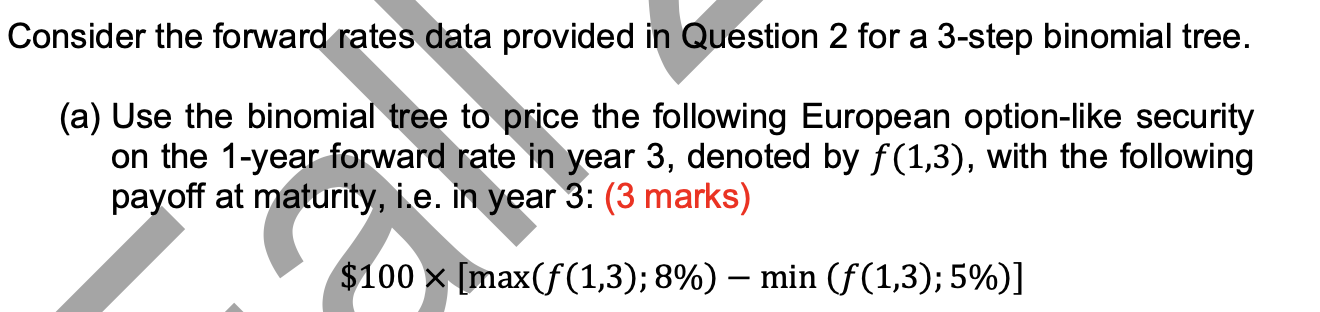 Consider the forward rates data provided in Question 2 for a 3-step binomial tree.
(a) Use the binomial tree to price the following European option-like security
on the 1-year forward rate in year 3, denoted by f(1,3), with the following
payoff at maturity, i.e. in year 3: (3 marks)
$100 × [max(f(1,3); 8%) − min (f(1,3); 5%)]